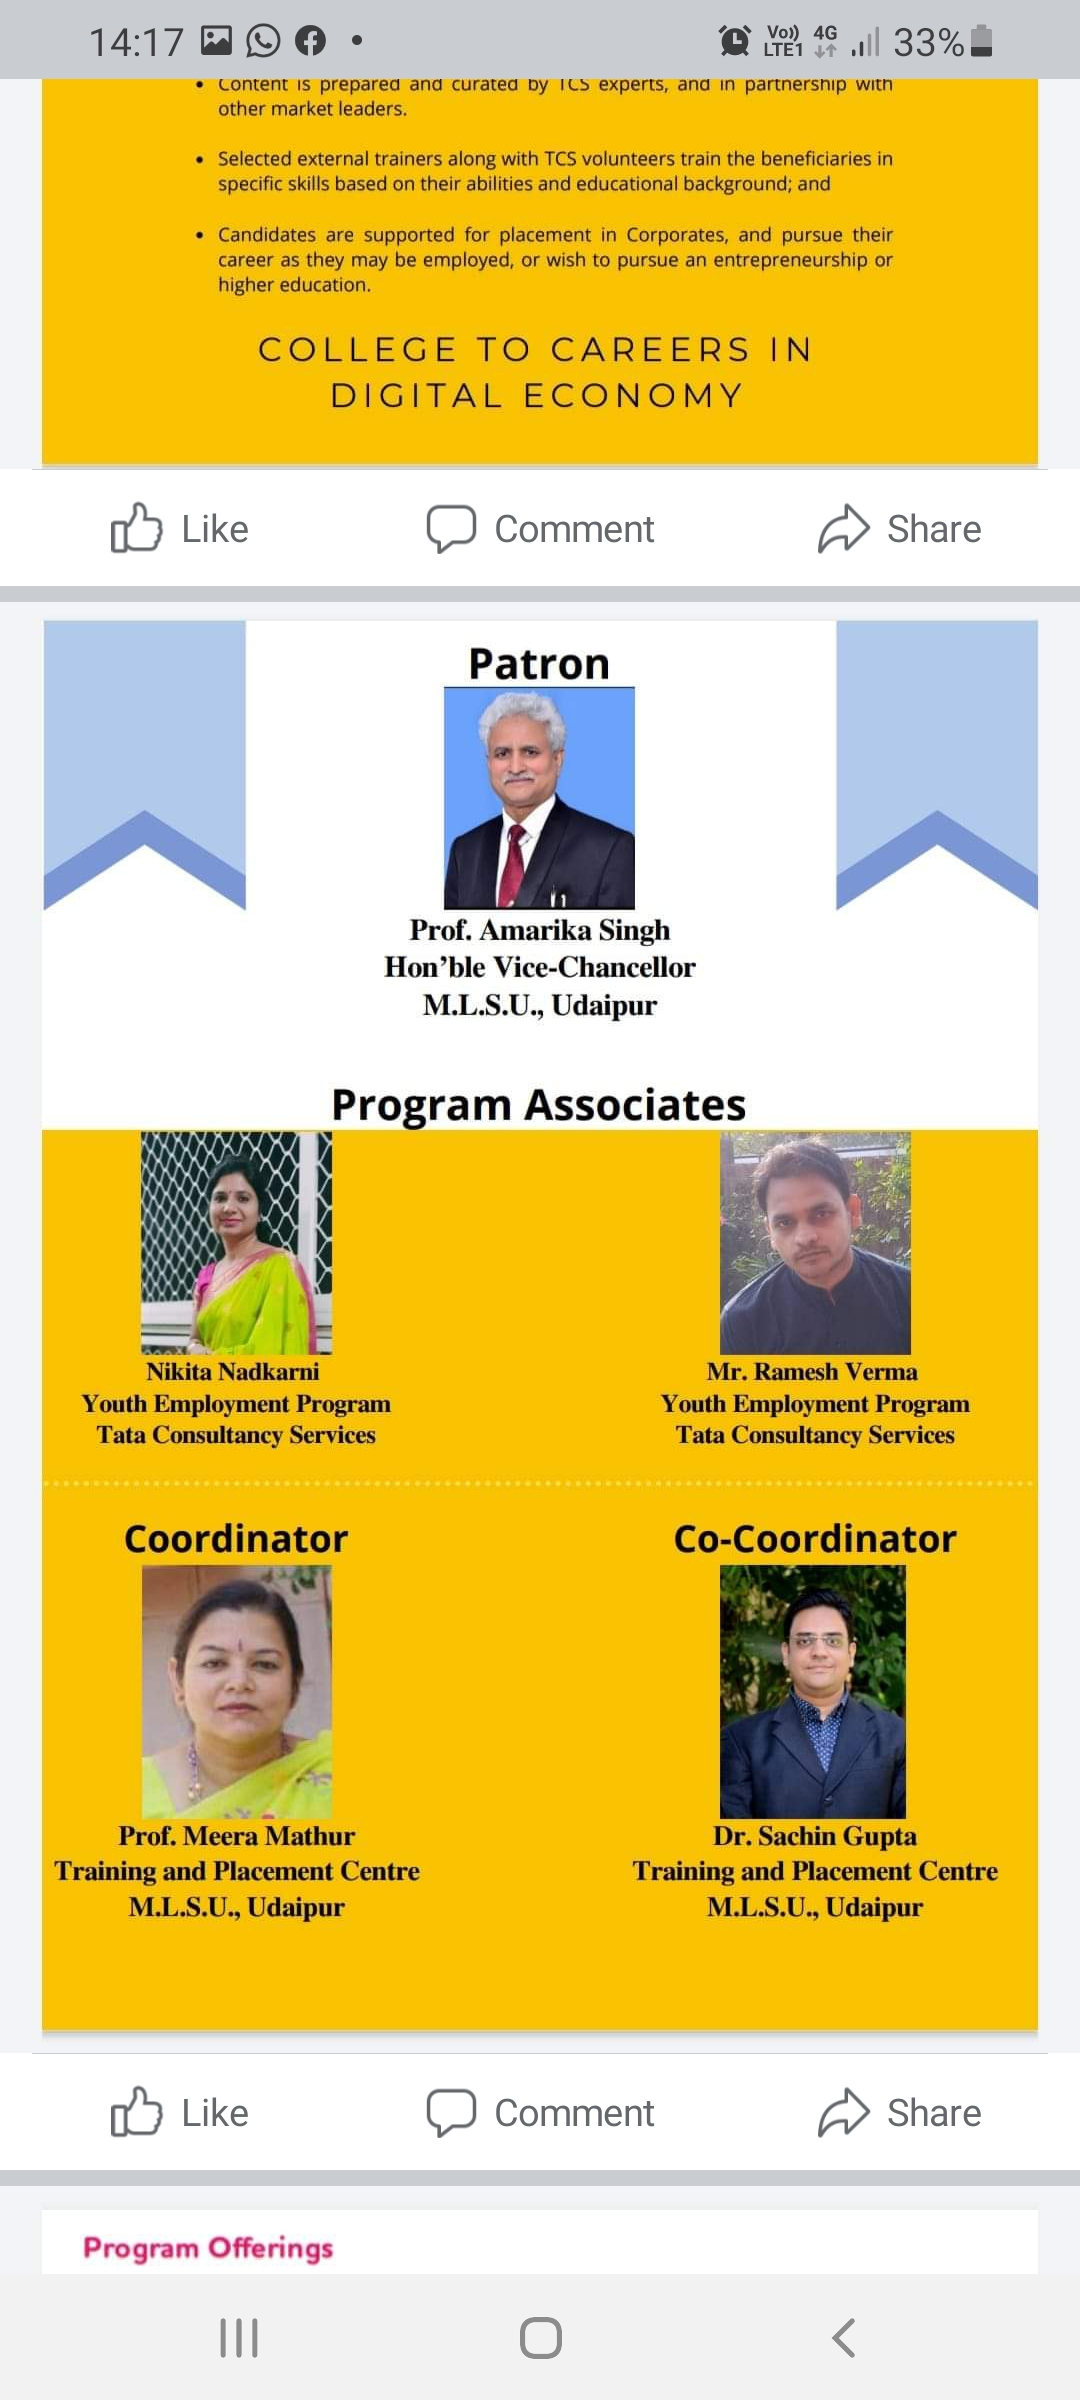 14:17
Vo)) LTE1 4G 33%
• Content is prepared and curated by TCS experts, and in partnership with
other market leaders.
• Selected external trainers along with TCS volunteers train the beneficiaries in
specific skills based on their abilities and educational background; and
• Candidates are supported for placement in Corporates, and pursue their
career as they may be employed, or wish to pursue an entrepreneurship or
higher education.
COLLEGE TO CAREERS IN
DIGITAL ECONOMY
Like Comment Share
Patron
Prof. Amarika Singh
Hon’ble Vice-Chancellor
M.L.S.U., Udaipur
Program Associates
Nikita Nadkarni
Youth Employment Program
Tata Consultancy Services
Mr. Ramesh Verma
Youth Employment Program
Tata Consultancy Services
Coordinator
Prof. Meera Mathur
Training and Placement Centre
M.L.S.U., Udaipur
Co-Coordinator
Dr. Sachin Gupta
Training and Placement Centre
M.L.S.U., Udaipur
Like Comment Share
Program Offerings